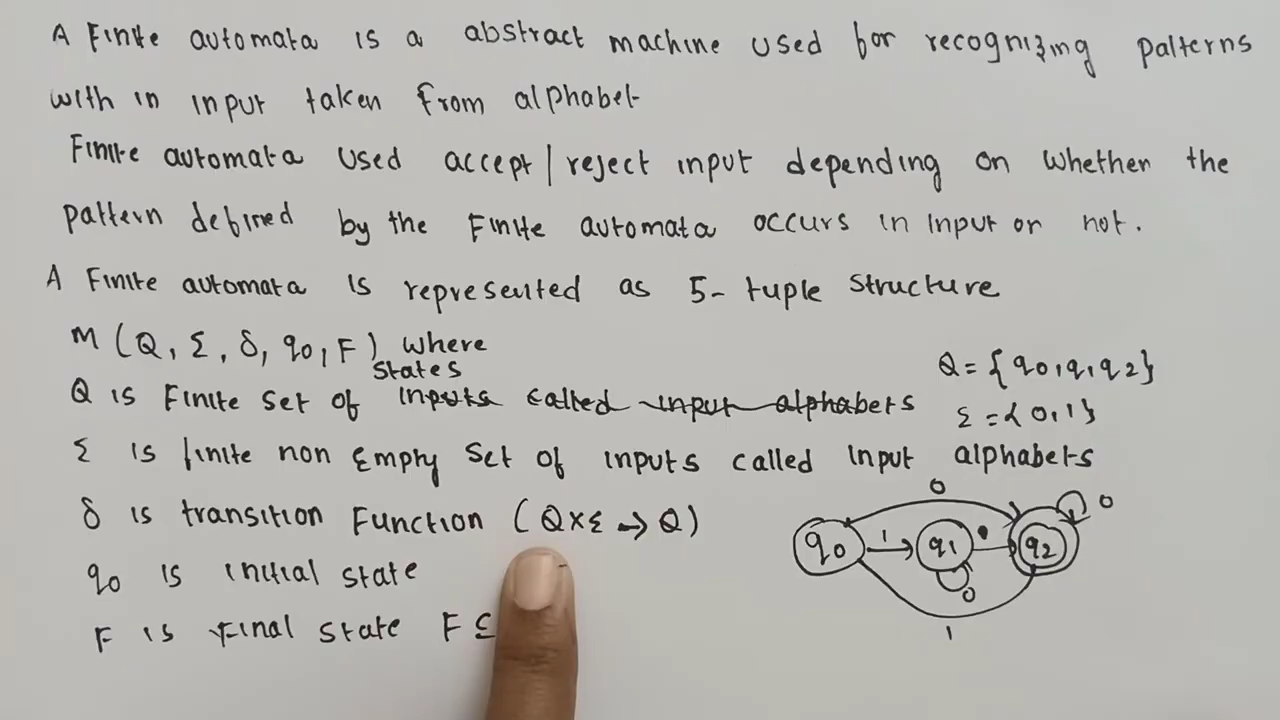 A Finite automata is a abstract machine used for recognizing patterns
with in input taken from alphabet
Finite automata used accept/reject input depending on whether the
pattern defined by the Finite automata occurs in input or not.
A Finite automata is represented as 5-tuple structure
M (Q, Σ, δ, q0, F) where
states
Q is Finite set of inputs called input alphabets
Σ is finite non Empty set of inputs called input alphabets
δ is transition Function (Q×Σ → Q)
q0 is initial state
F is Final state F ⊆
Q = {q0, q1 q2}
Σ = {0,1}
0
0
q0 1 q1 q2
0
1